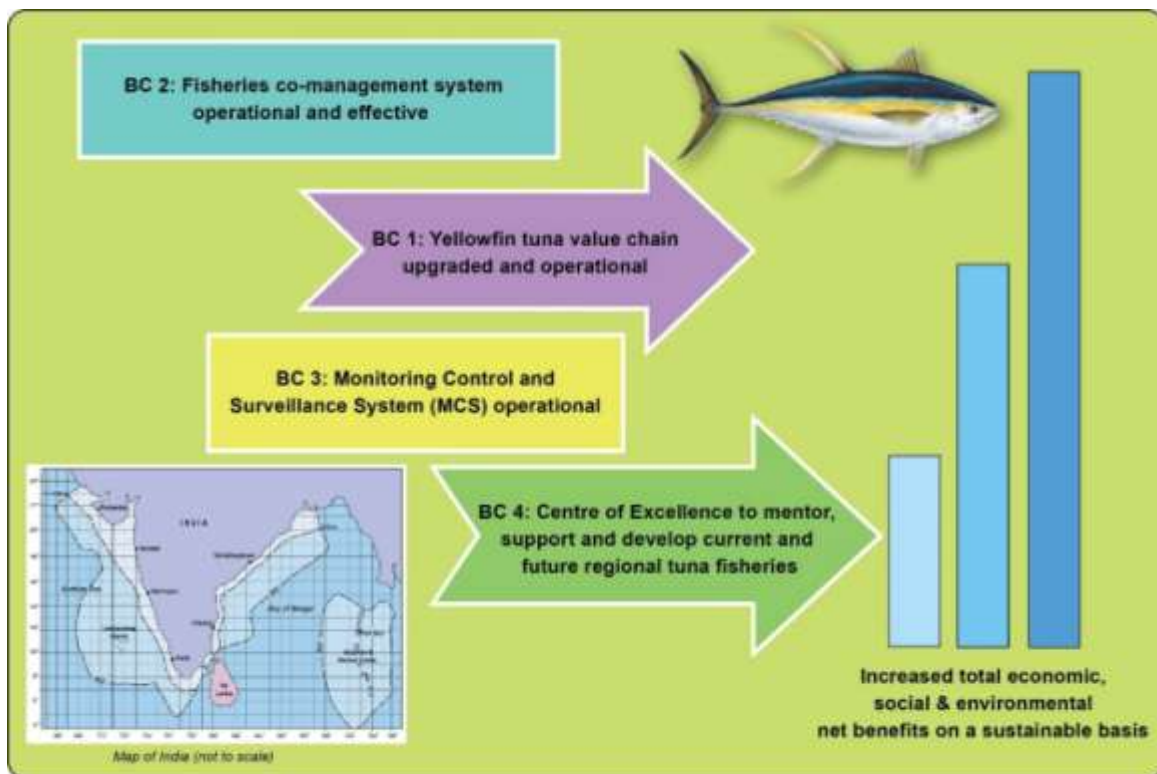 BC 2: Fisheries co-management system
operational and effective
BC 1: Yellowfin tuna value chain
upgraded and operational
BC 3: Monitoring Control and
Surveillance System (MCS) operational
BC 4: Centre of Excellence to mentor,
support and develop current and
future regional tuna fisheries
INDIA
Bay of Bengal
Map of India (not to scale)
Increased total economic,
social & environmental
net benefits on a sustainable basis